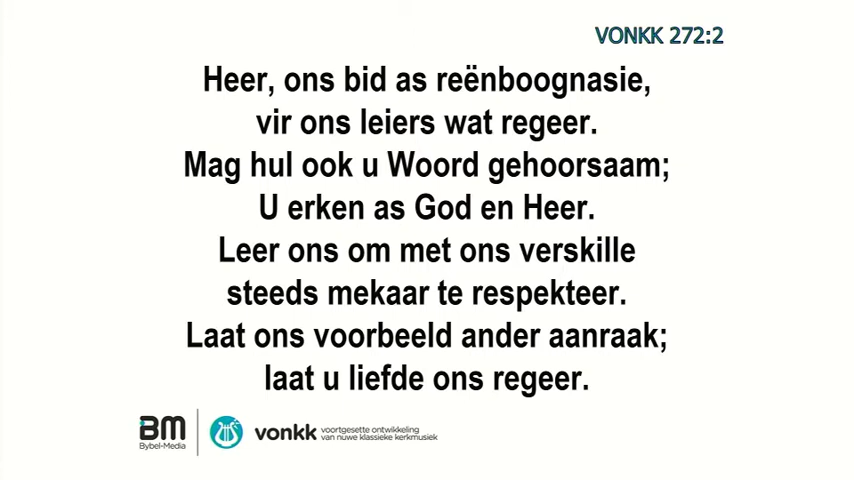 VONKK 272:2
Heer, ons bid as reënboognasie,
vir ons leiers wat regeer.
Mag hul ook u Woord gehoorsaam;
U erken as God en Heer.
Leer ons om met ons verskille
steeds mekaar te respekteer.
Laat ons voorbeeld ander aanraak;
laat u liefde ons regeer.
BM
Bybel-Media
vonkk
voortgesette ontwikkeling
van nuwe klassieke kerkmusiek